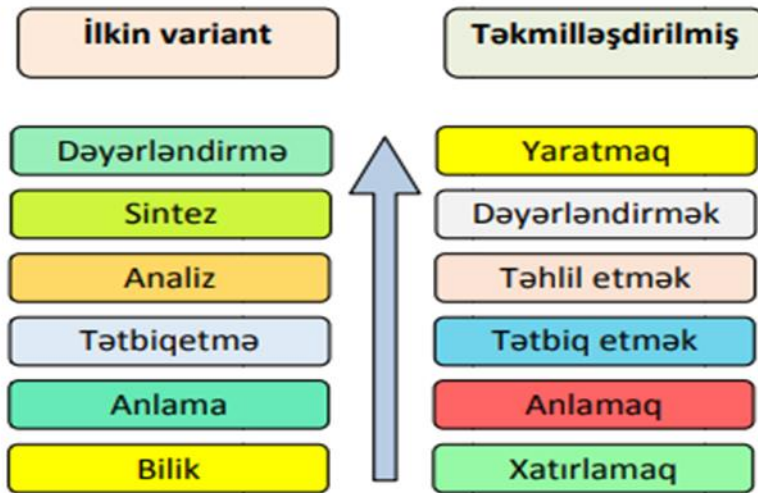 İlkin variant
Təkmilləşdirilmiş
Dəyərləndirmə
Yaratmaq
Sintez
Dəyərləndirmək
Analiz
Təhlil etmək
Tətbiqetmə
Tətbiq etmək
Anlama
Anlamaq
Bilik
Xatırlamaq